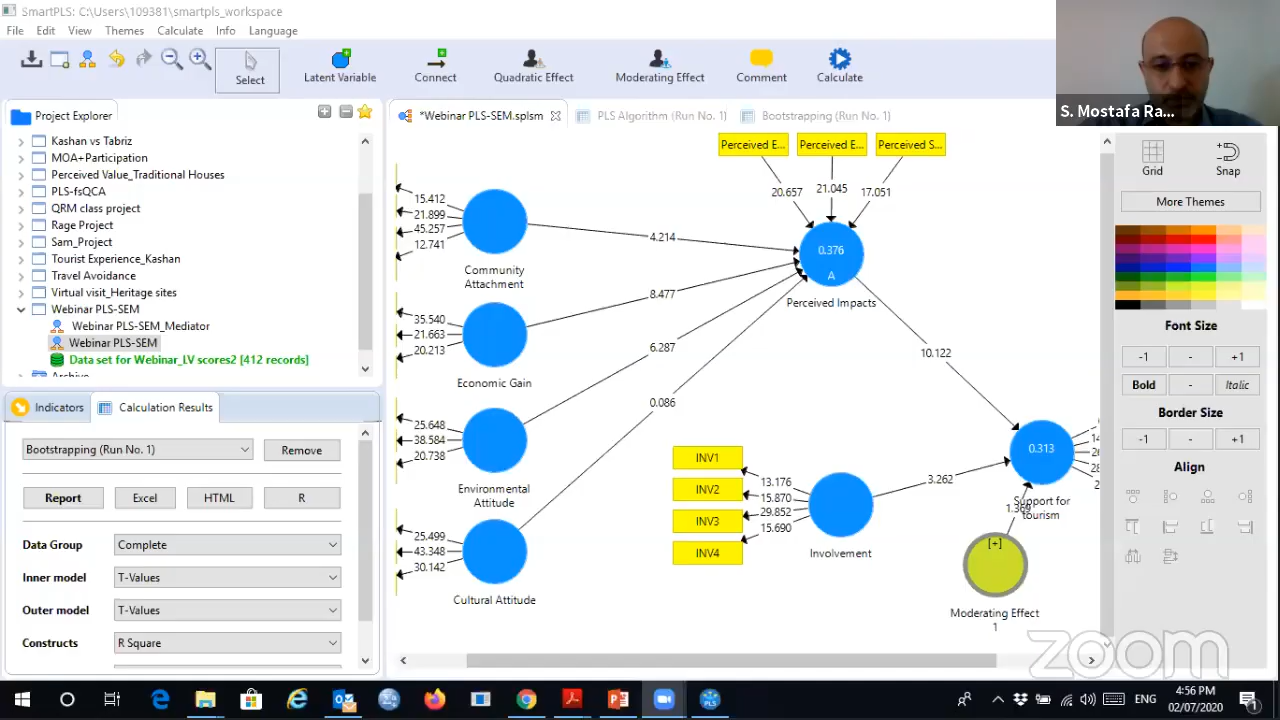 SmartPLS: C:\Users\109381\smartpls_workspace
File Edit View Themes Calculate Info Language
Select
Latent Variable
Connect
Quadratic Effect
Moderating Effect
Comment
Calculate
S. Mostafa Ra...
Project Explorer
Kashan vs Tabriz
MOA+Participation
Perceived Value_Traditional Houses
PLS-fsQCA
QRM class project
Rage Project
Sam_Project
Tourist Experience_Kashan
Travel Avoidance
Virtual visit_Heritage sites
Webinar PLS-SEM
Webinar PLS-SEM_Mediator
Webinar PLS-SEM
Data set for Webinar_LV scores2 [412 records]
Archive
Indicators
Calculation Results
Bootstrapping (Run No. 1)
Remove
Report
Excel
HTML
R
Data Group
Complete
Inner model
T-Values
Outer model
T-Values
Constructs
R Square
*Webinar PLS-SEM.splsm
PLS Algorithm (Run No. 1)
Bootstrapping (Run No. 1)
Perceived E...
Perceived E...
Perceived S...
20.657
21.045
17.051
15.412
21.899
45.257
12.741
Community
Attachment
4.214
0.376
A
Perceived Impacts
35.540
21.663
20.213
Economic Gain
8.477
6.287
10.122
0.086
25.648
38.584
20.738
Environmental
Attitude
INV1
INV2
INV3
INV4
13.176
15.870
29.852
15.690
Involvement
3.262
0.313
Support for
tourism
1.369
25.499
43.348
30.142
Cultural Attitude
[+]
Moderating Effect
1
Grid
Snap
More Themes
Font Size
-1
-
+1
Bold
-
Italic
Border Size
-1
-
+1
Align
zoom
PLS
ENG
4:56 PM
02/07/2020
1